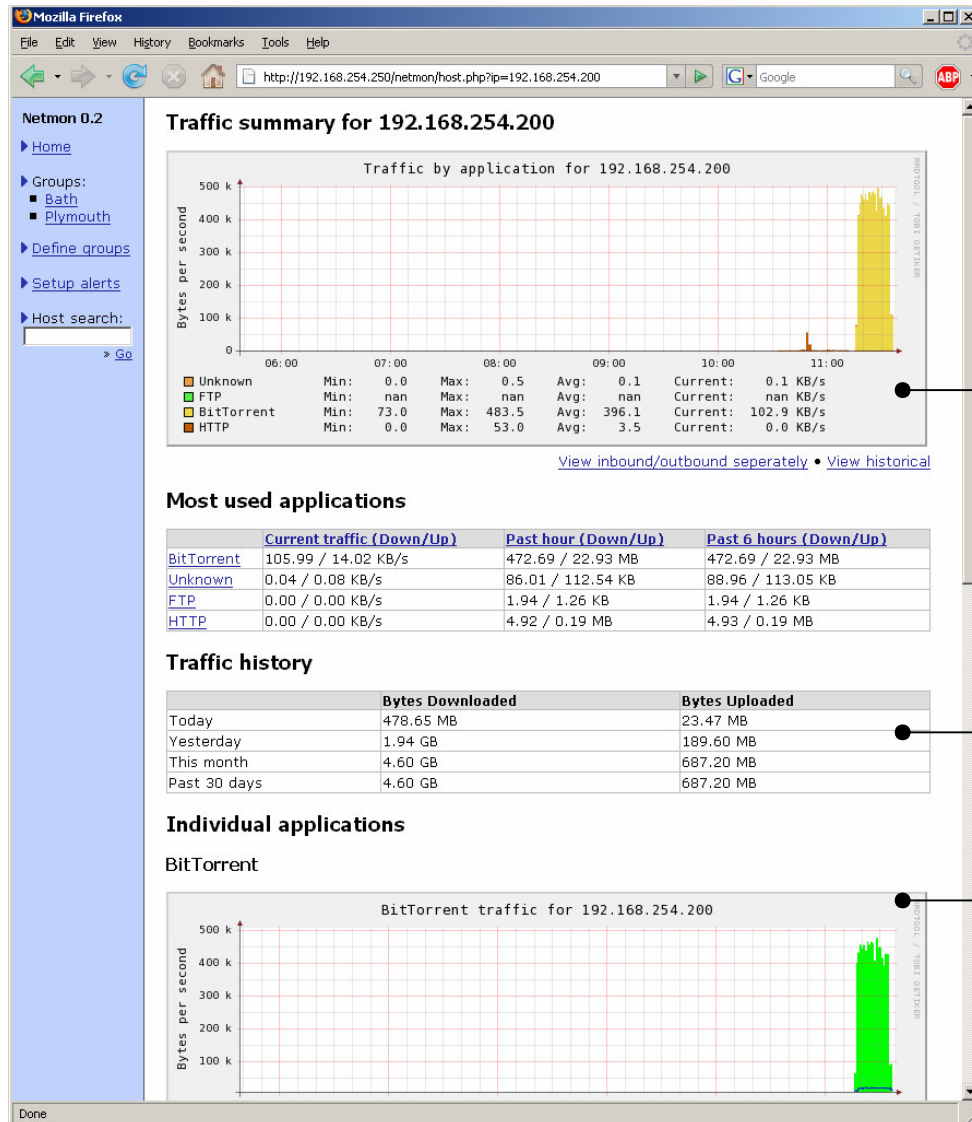 Mozilla Firefox
File Edit View History Bookmarks Tools Help
http://192.168.254.250/netmon/host.php?ip=192.168.254.200
G Google
ABP
Netmon 0.2
Home
Groups:
Bath
Plymouth
Define groups
Setup alerts
Host search:
» Go
Traffic summary for 192.168.254.200
Traffic by application for 192.168.254.200
RRDTOOL / TOBI OETIKER
Bytes per second
500 k
400 k
300 k
200 k
100 k
0
06:00 07:00 08:00 09:00 10:00 11:00
Unknown Min: 0.0 Max: 0.5 Avg: 0.1 Current: 0.1 KB/s
FTP Min: nan Max: nan Avg: nan Current: nan KB/s
BitTorrent Min: 73.0 Max: 483.5 Avg: 396.1 Current: 102.9 KB/s
HTTP Min: 0.0 Max: 53.0 Avg: 3.5 Current: 0.0 KB/s
View inbound/outbound seperately • View historical
Most used applications
Current traffic (Down/Up) Past hour (Down/Up) Past 6 hours (Down/Up)
BitTorrent 105.99 / 14.02 KB/s 472.69 / 22.93 MB 472.69 / 22.93 MB
Unknown 0.04 / 0.08 KB/s 86.01 / 112.54 KB 88.96 / 113.05 KB
FTP 0.00 / 0.00 KB/s 1.94 / 1.26 KB 1.94 / 1.26 KB
HTTP 0.00 / 0.00 KB/s 4.92 / 0.19 MB 4.93 / 0.19 MB
Traffic history
Bytes Downloaded Bytes Uploaded
Today 478.65 MB 23.47 MB
Yesterday 1.94 GB 189.60 MB
This month 4.60 GB 687.20 MB
Past 30 days 4.60 GB 687.20 MB
Individual applications
BitTorrent
BitTorrent traffic for 192.168.254.200
RRDTOOL / TOBI OETIKER
Bytes per second
500 k
400 k
300 k
200 k
100 k
Done